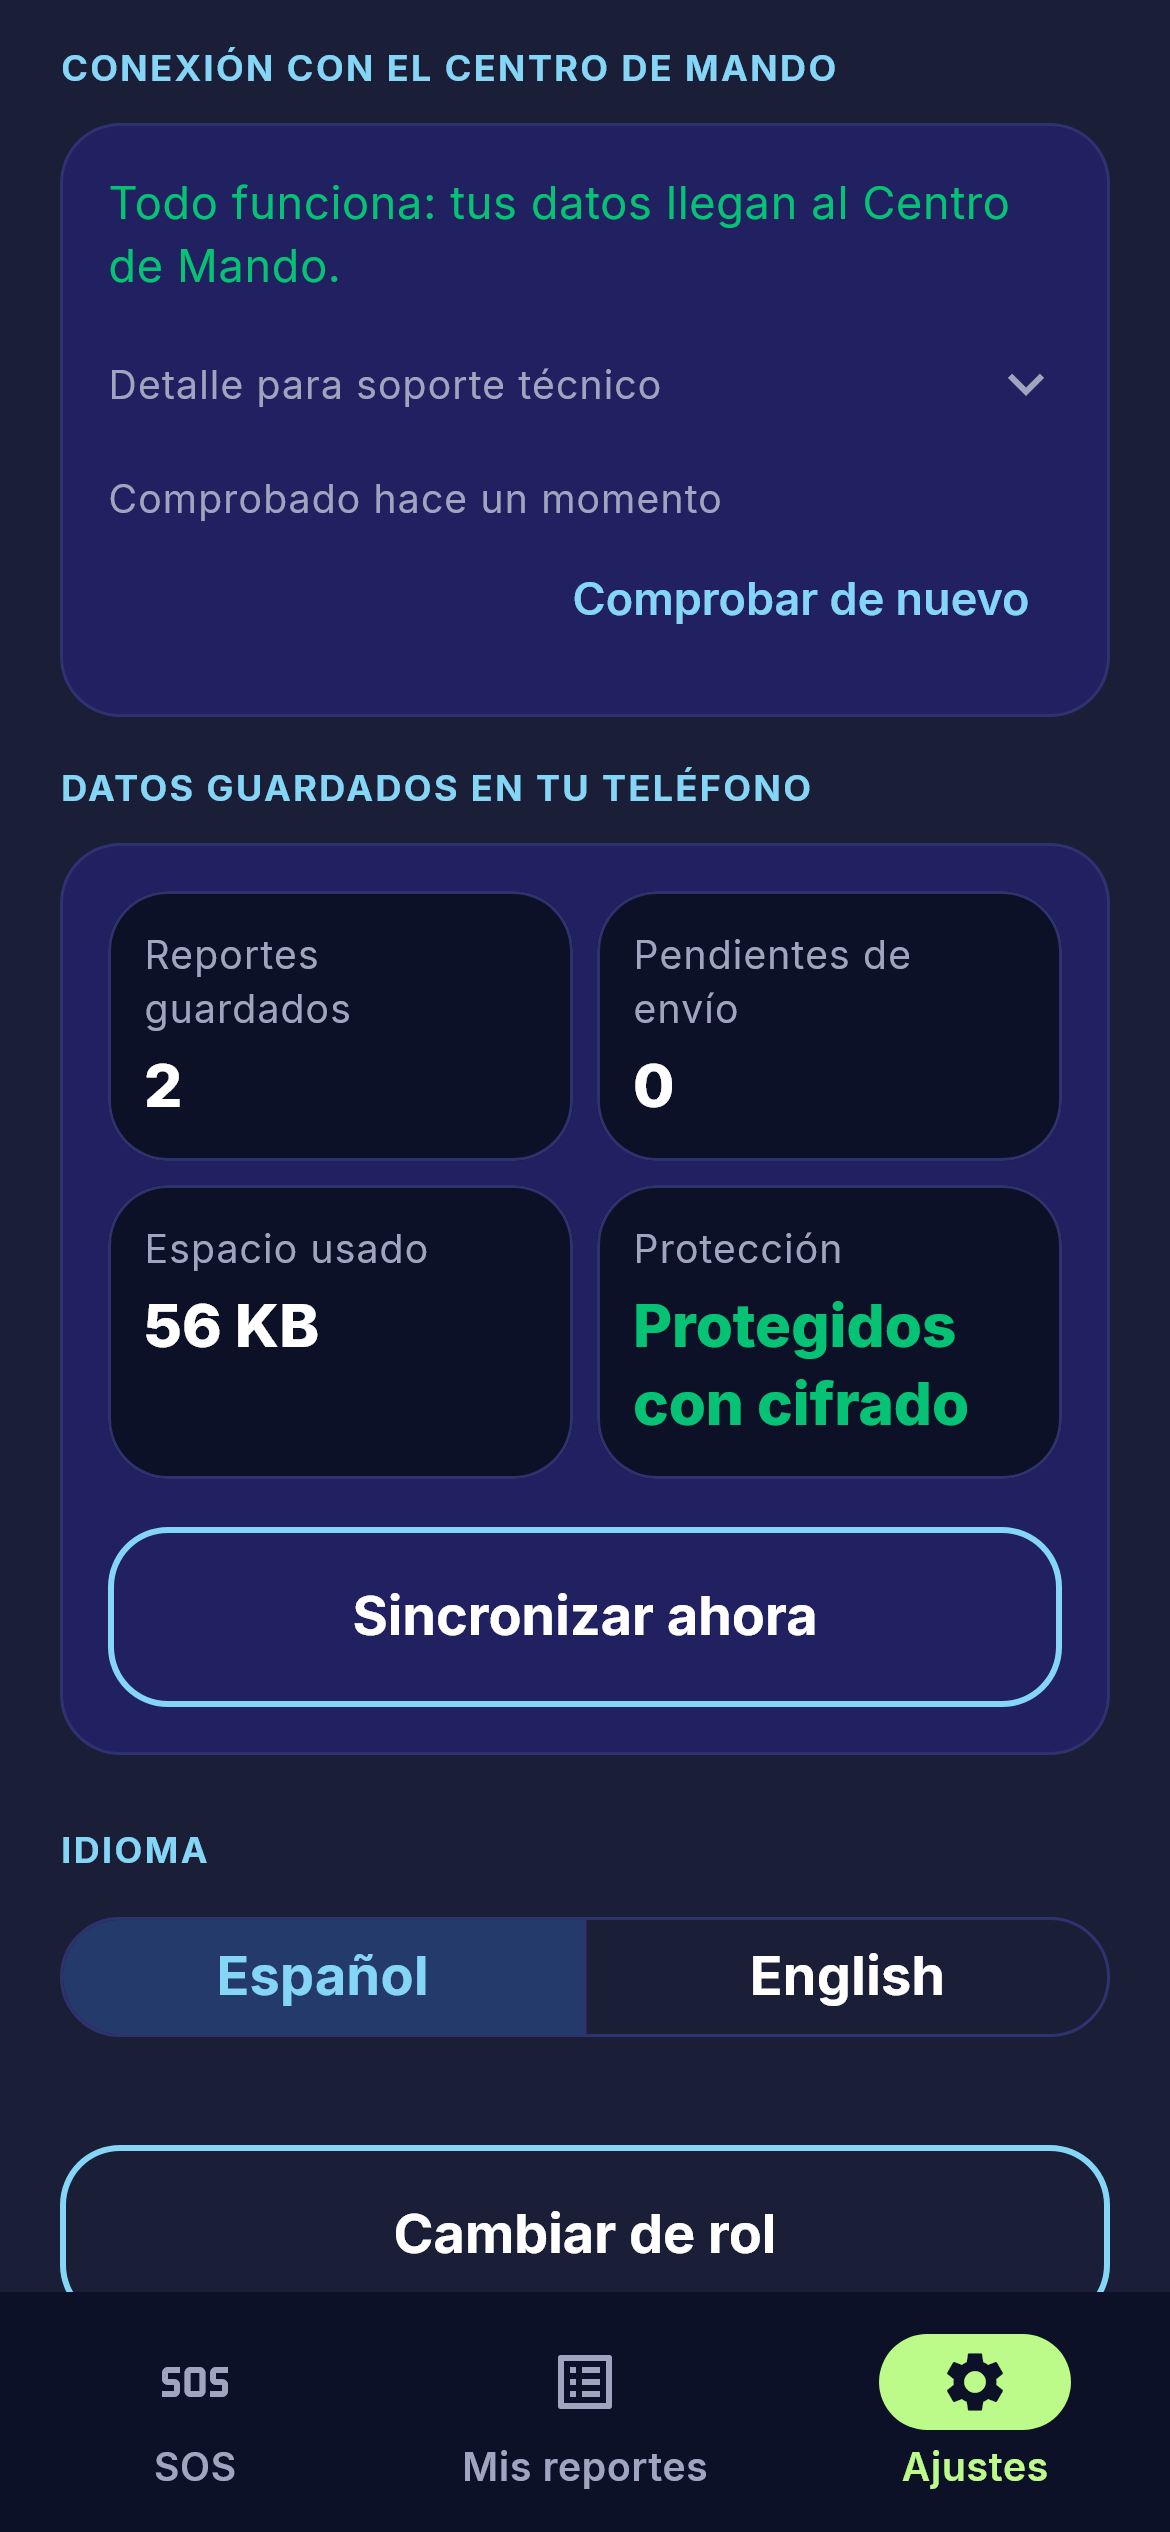 CONEXIÓN CON EL CENTRO DE MANDO
Todo funciona: tus datos llegan al Centro
de Mando.
Detalle para soporte técnico
Comprobado hace un momento
Comprobar de nuevo
DATOS GUARDADOS EN TU TELÉFONO
Reportes
guardados
2
Pendientes de
envío
0
Espacio usado
56 KB
Protección
Protegidos
con cifrado
Sincronizar ahora
IDIOMA
Español
English
Cambiar de rol
SOS
SOS
Mis reportes
Ajustes